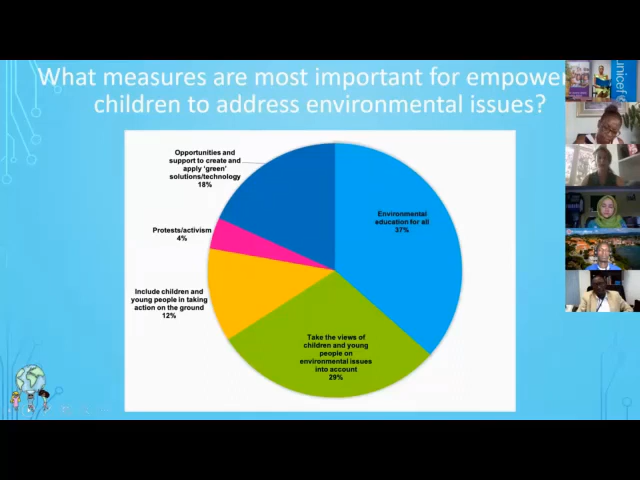 What measures are most important for empower
children to address environmental issues?
Opportunities and
support to create and
apply 'green'
solutions/technology
18%
Environmental
education for all
37%
Protests/activism
4%
Include children and
young people in taking
action on the ground
12%
Take the views of
children and young
people on
environmental issues
into account
29%
unicef